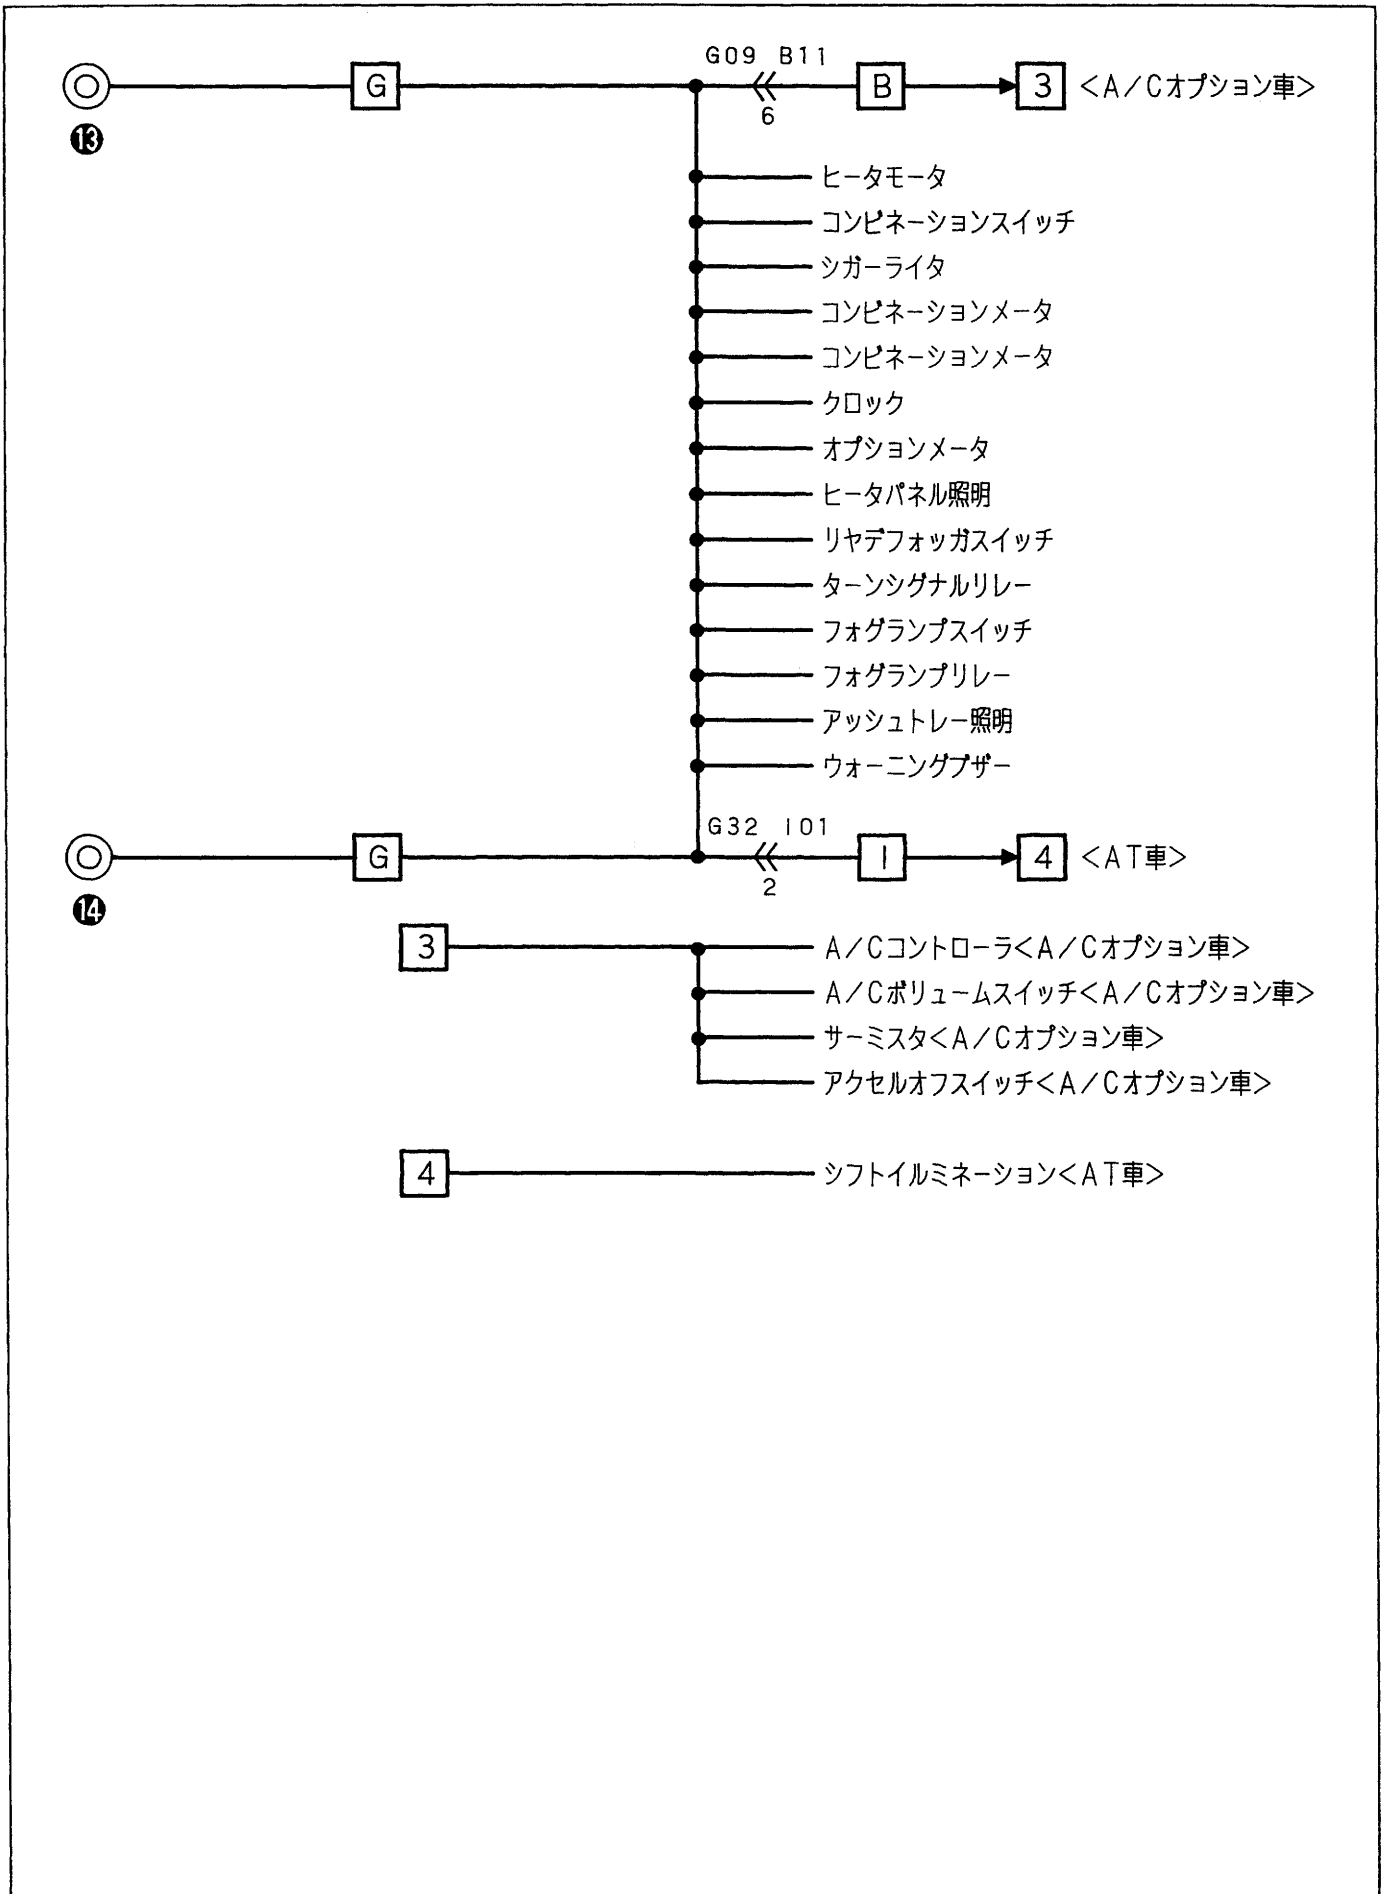 G09 B11
G B 3 <A/Cオプション車>
6
13
ヒータモータ
コンビネーションスイッチ
シガーライタ
コンビネーションメータ
コンビネーションメータ
クロック
オプションメータ
ヒータパネル照明
リヤデフォッガスイッチ
ターンシグナルリレー
フォグランプスイッチ
フォグランプリレー
アッシュトレー照明
ウォーニングブザー
G32 I01
G I 4 <AT車>
2
14
3 A/Cコントローラ<A/Cオプション車>
A/Cボリュームスイッチ<A/Cオプション車>
サーミスタ<A/Cオプション車>
アクセルオフスイッチ<A/Cオプション車>
4 シフトイルミネーション<AT車>